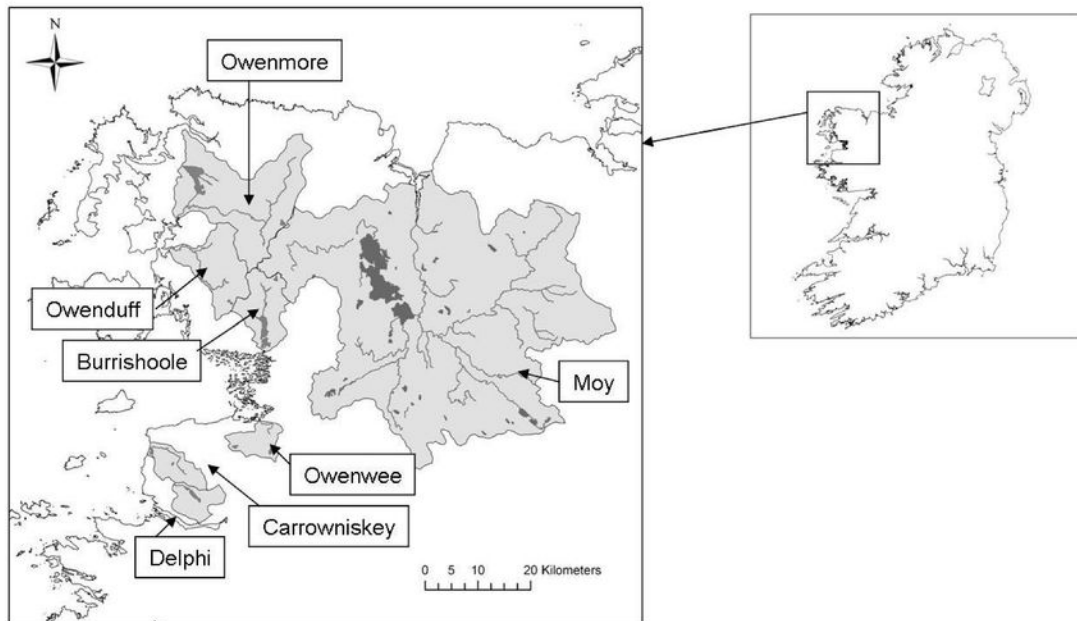 N
Owenmore
Owenduff
Burrishoole
Moy
Owenwee
Carrowniskey
Delphi
0 5 10 20 Kilometers